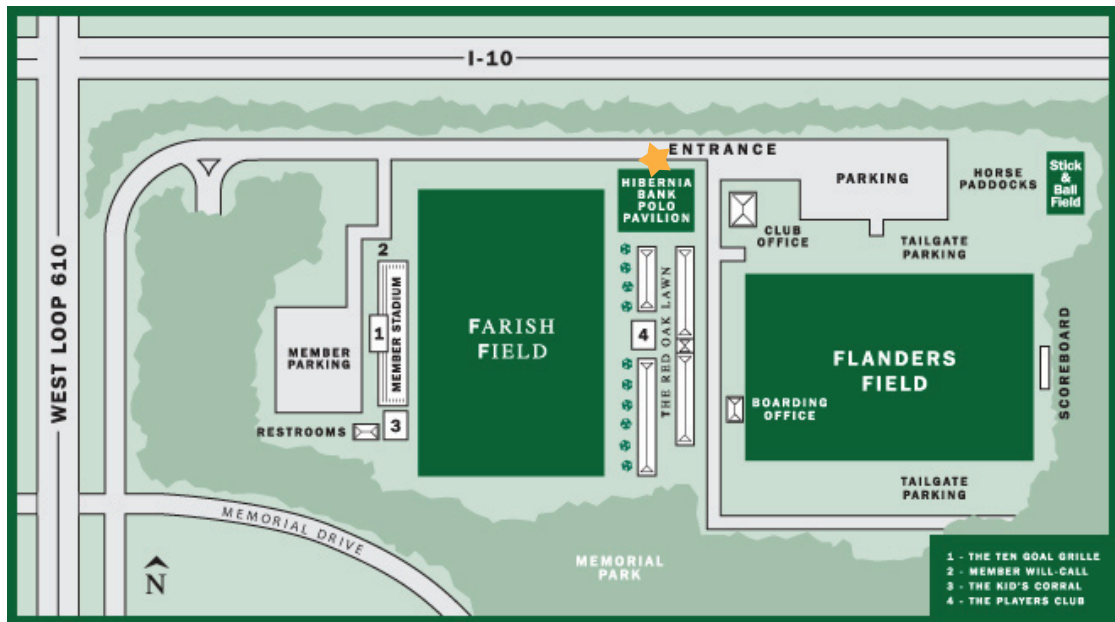 I-10
ENTRANCE
HIBERNIA
BANK
POLO
PAVILION
PARKING
HORSE
PADDOCKS
Stick
&
Ball
Field
CLUB
OFFICE
TAILGATE
PARKING
WEST LOOP 610
2
1
MEMBER STADIUM
MEMBER
PARKING
3
RESTROOMS
FARISH
FIELD
4
THE RED OAK LAWN
FLANDERS
FIELD
BOARDING
OFFICE
SCOREBOARD
TAILGATE
PARKING
MEMORIAL DRIVE
MEMORIAL
PARK
N
1 - THE TEN GOAL GRILLE
2 - MEMBER WILL-CALL
3 - THE KID'S CORRAL
4 - THE PLAYERS CLUB